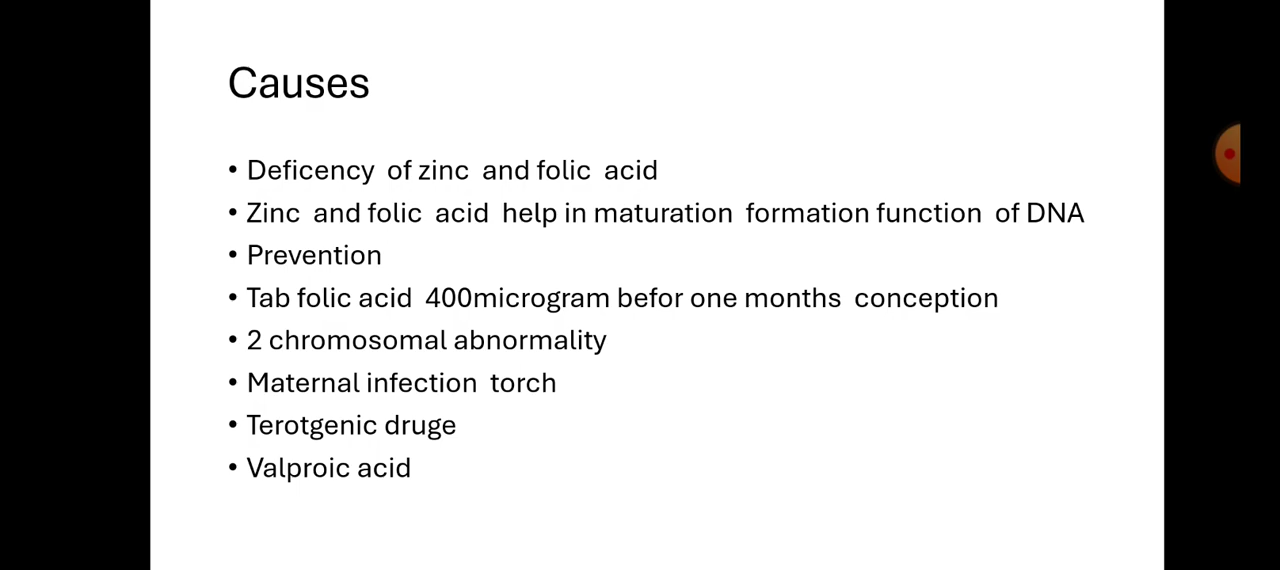 Causes
• Deficency of zinc and folic acid
• Zinc and folic acid help in maturation formation function of DNA
• Prevention
• Tab folic acid 400microgram befor one months conception
• 2 chromosomal abnormality
• Maternal infection torch
• Terotgenic druge
• Valproic acid